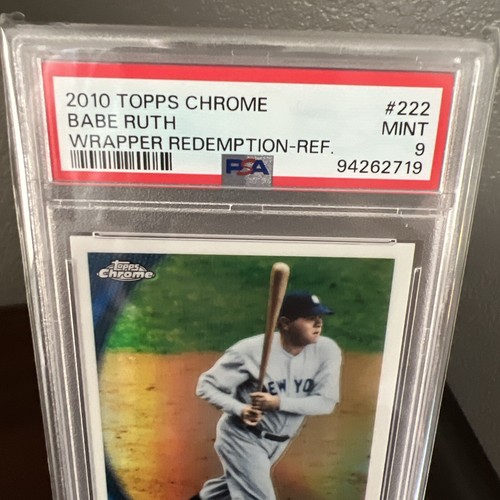 2010 TOPPS CHROME #222
BABE RUTH MINT
WRAPPER REDEMPTION-REF. 9
PSA 94262719
Topps
Chrome
NEW YO